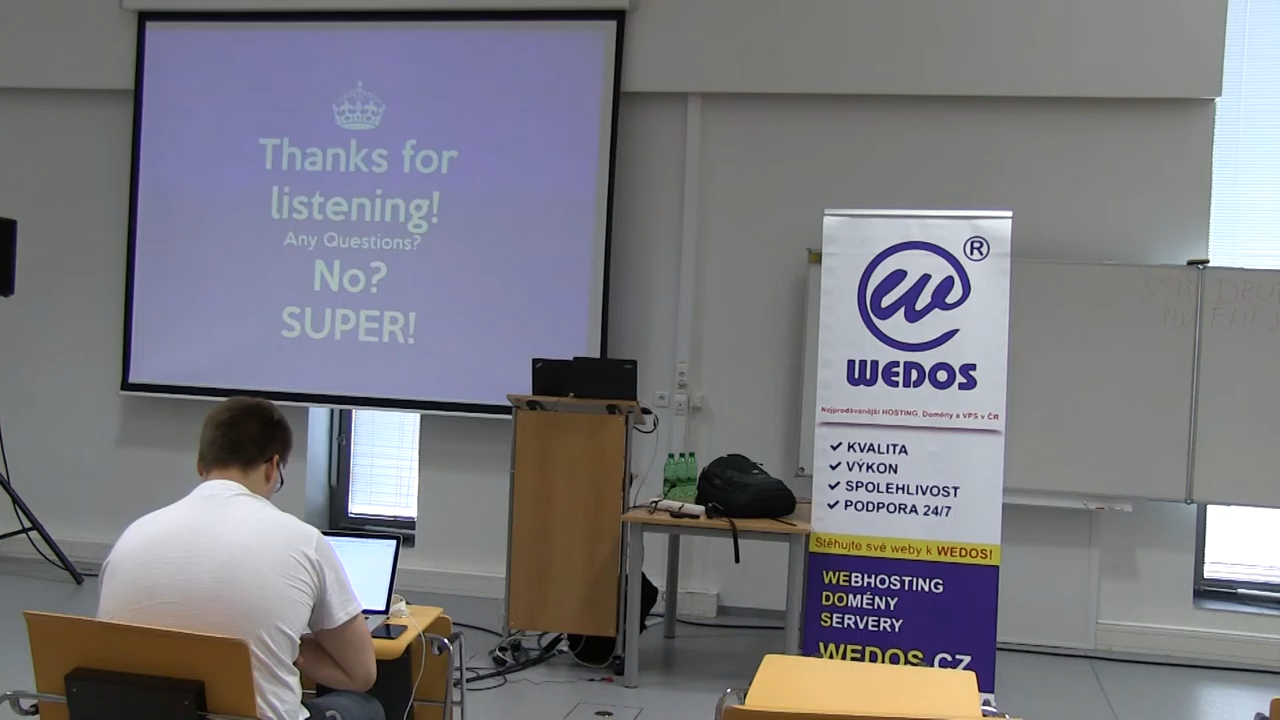 Thanks for
listening!
Any Questions?
No?
SUPER!
®
WEDOS
Nejprodávanější HOSTING, Domény a VPS v ČR
✔ KVALITA
✔ VÝKON
✔ SPOLEHLIVOST
✔ PODPORA 24/7
Stěhujte své weby k WEDOS!
WEBHOSTING
DOMÉNY
SERVERY
WEDOS.CZ